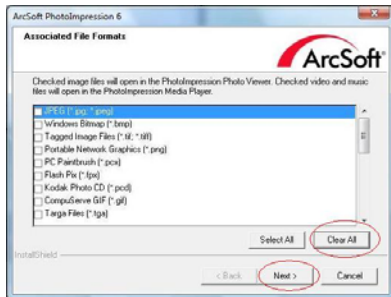 ArcSoft PhotoImpression 6
Associated File Formats
ArcSoft
Checked image files will open in the PhotoImpression Photo Viewer. Checked video and music
files will open in the PhotoImpression Media Player.
JPEG (*.jpg; *.jpeg)
Windows Bitmap (*.bmp)
Tagged Image Files (*.tif; *.tiff)
Portable Network Graphics (*.png)
PC Paintbrush (*.pcx)
Flash Pix (*.fpx)
Kodak Photo CD (*.pcd)
CompuServe GIF (*.gif)
Targa Files (*.tga)
Select All
Clear All
InstallShield
< Back
Next >
Cancel